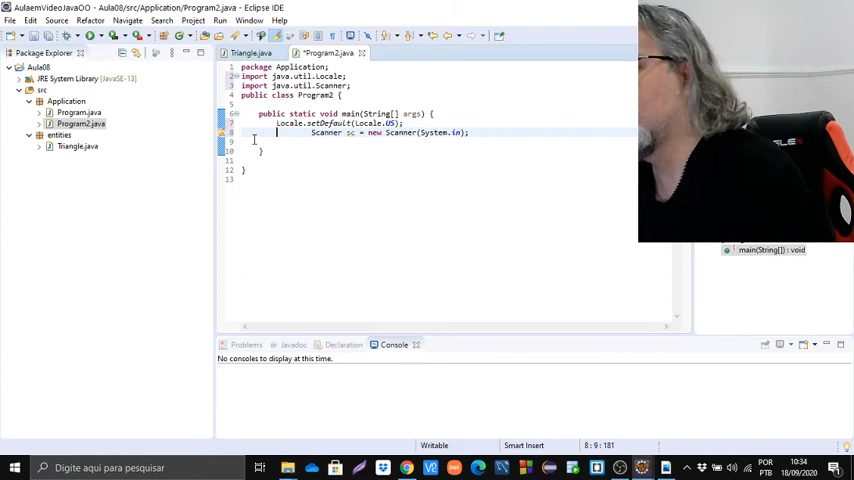 AulaemVideoJavaOO - Aula08/src/Application/Program2.java - Eclipse IDE
File Edit Source Refactor Navigate Search Project Run Window Help
Package Explorer
Triangle.java
*Program2.java
Aula08
JRE System Library [JavaSE-13]
src
Application
Program.java
Program2.java
entities
Triangle.java
1 package Application;
2 import java.util.Locale;
3 import java.util.Scanner;
4 public class Program2 {
5
6 public static void main(String[] args) {
7 Locale.setDefault(Locale.US);
8 Scanner sc = new Scanner(System.in);
9
10 }
11
12 }
13
main(String[]) : void
Problems Javadoc Declaration Console
No consoles to display at this time.
Writable Smart Insert 8 : 9 : 181
Digite aqui para pesquisar
POR
PTB
10:34
18/09/2020